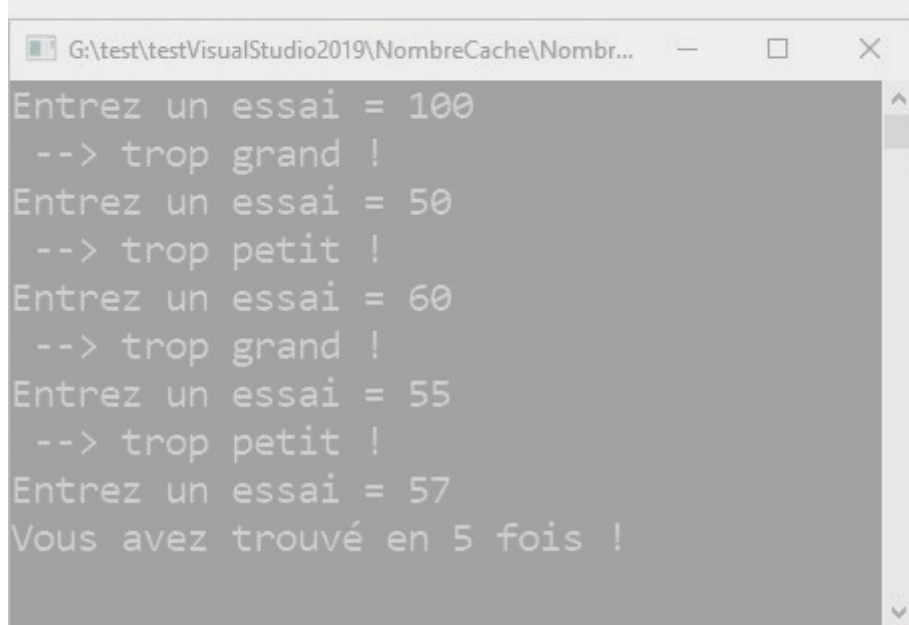 G:\test\testVisualStudio2019\NombreCache\Nombr...
Entrez un essai = 100
--> trop grand !
Entrez un essai = 50
--> trop petit !
Entrez un essai = 60
--> trop grand !
Entrez un essai = 55
--> trop petit !
Entrez un essai = 57
Vous avez trouvé en 5 fois !